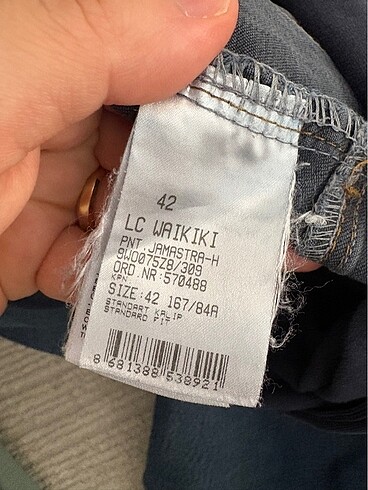 42
LC WAIKIKI
PNT.JAMASTRA-H
9W0075Z8/309
ORD.NR:570488
KPN
SIZE:42 167/84A
STANDART KALIP
STANDARD FIT
8 681388 538921